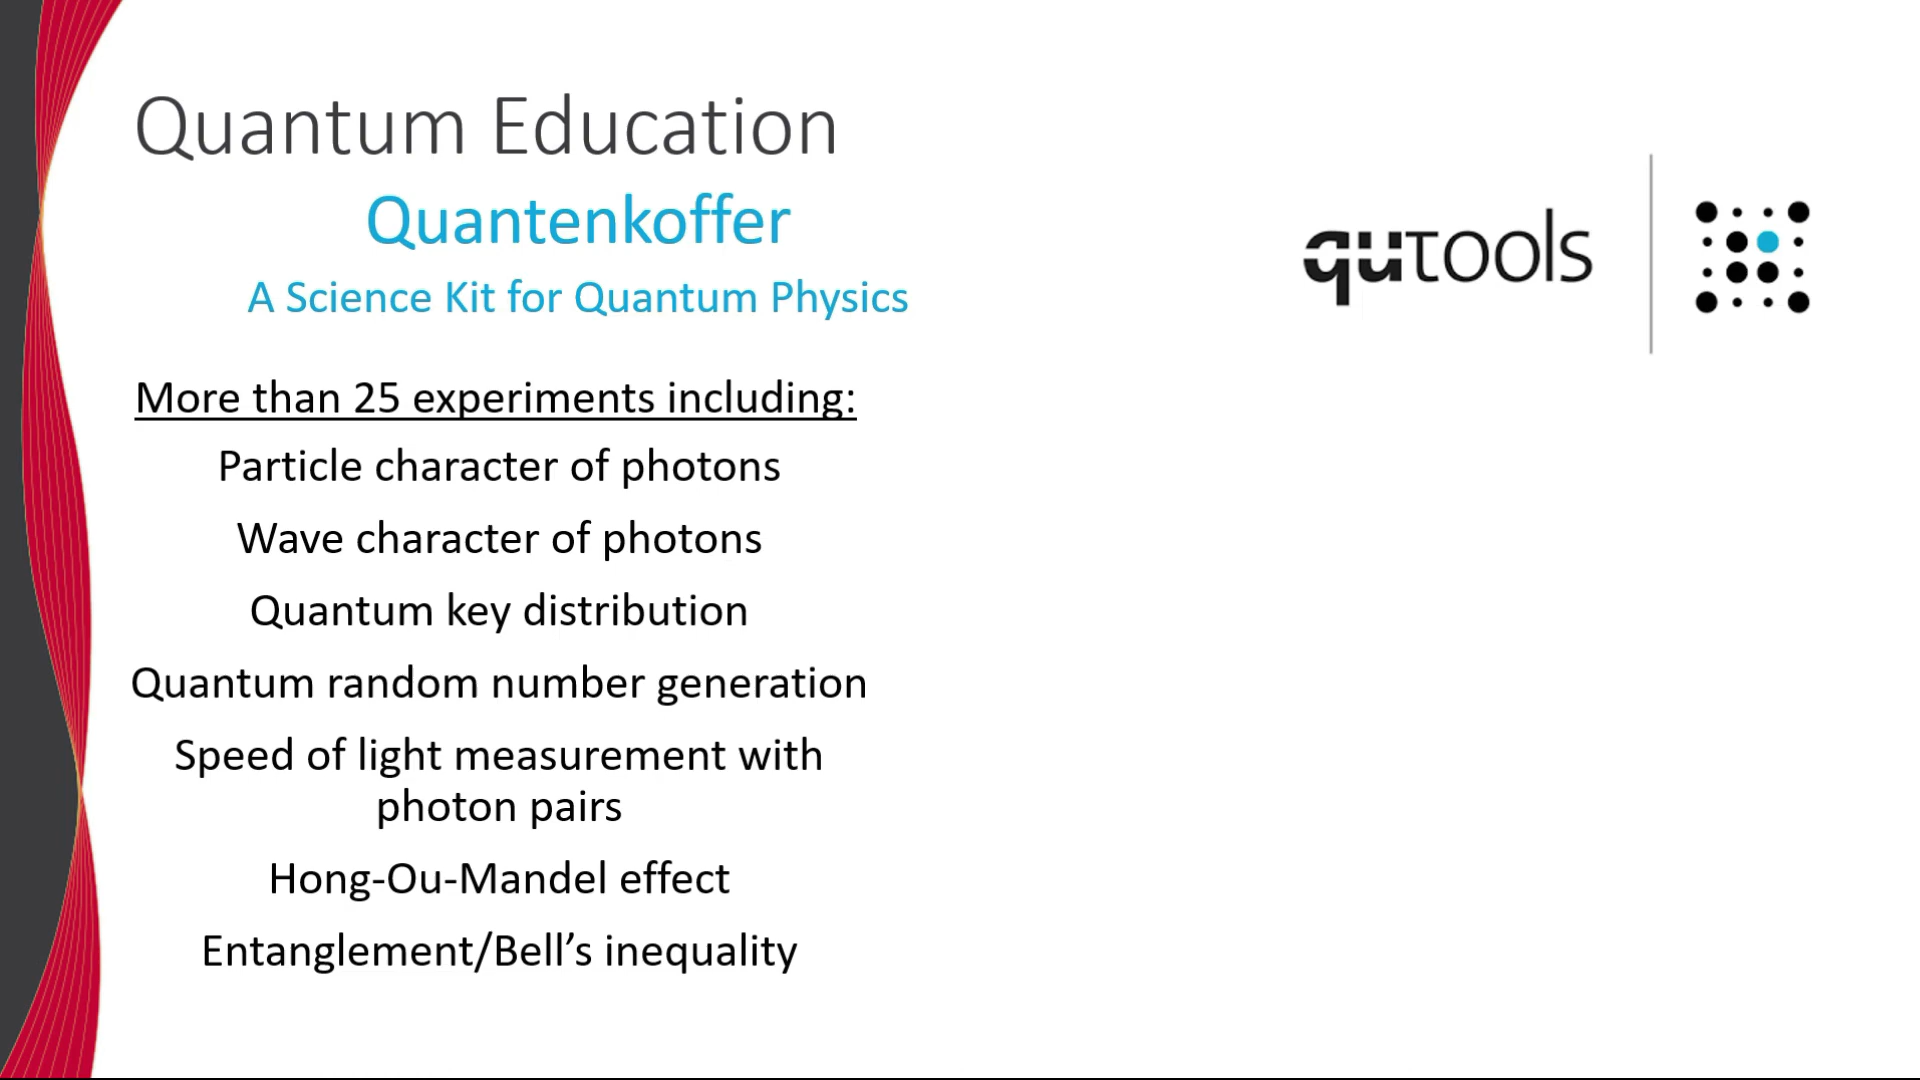 Quantum Education
Quantenkoffer
A Science Kit for Quantum Physics
qutools
More than 25 experiments including:
Particle character of photons
Wave character of photons
Quantum key distribution
Quantum random number generation
Speed of light measurement with
photon pairs
Hong-Ou-Mandel effect
Entanglement/Bell’s inequality